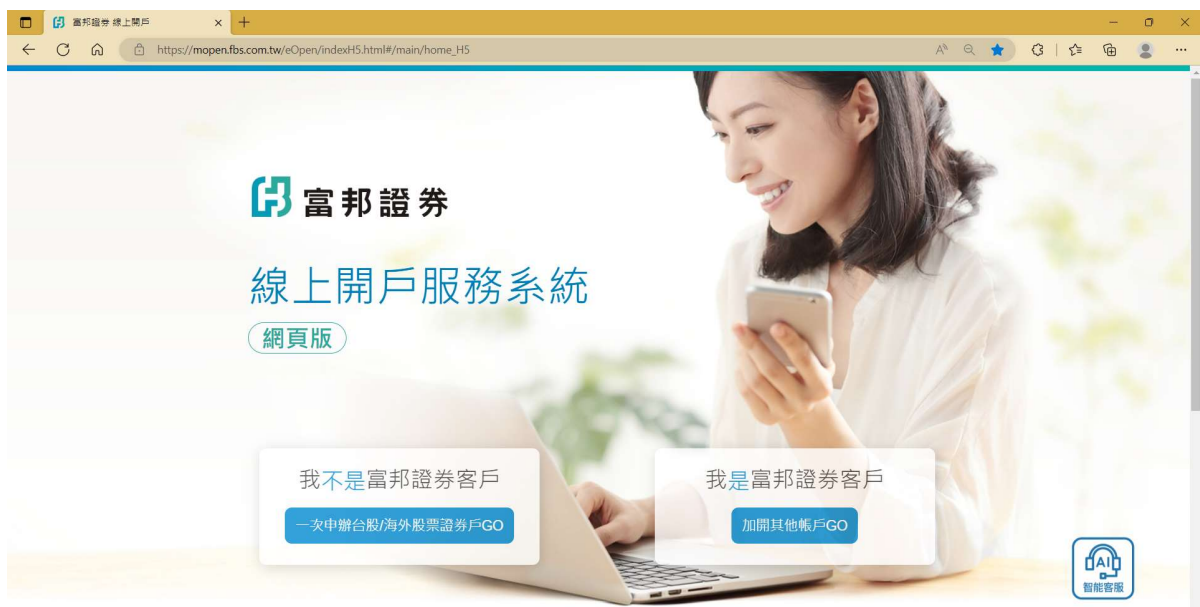 富邦證券 線上開戶
https://mopen.fbs.com.tw/eOpen/indexH5.html#/main/home_H5
富邦證券
線上開戶服務系統
網頁版
我不是富邦證券客戶
一次申辦台股/海外股票證券戶GO
我是富邦證券客戶
加開其他帳戶GO
AI
智能客服